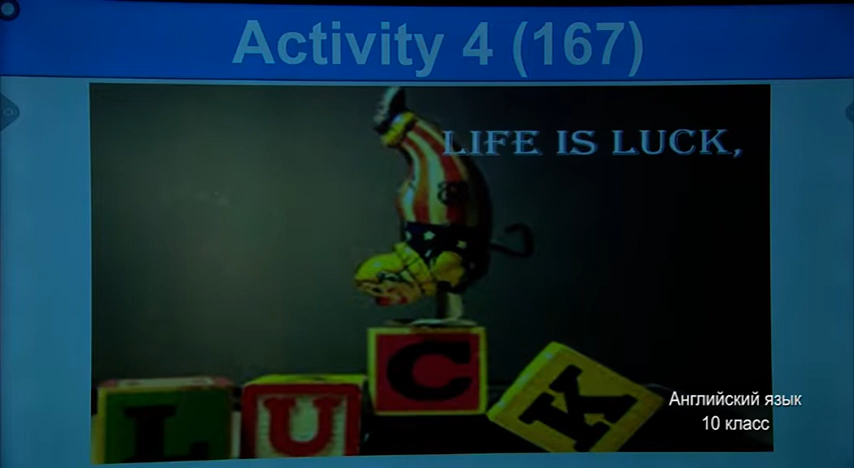 Activity 4 (167)
LIFE IS LUCK,
L U C K
Английский язык
10 класс